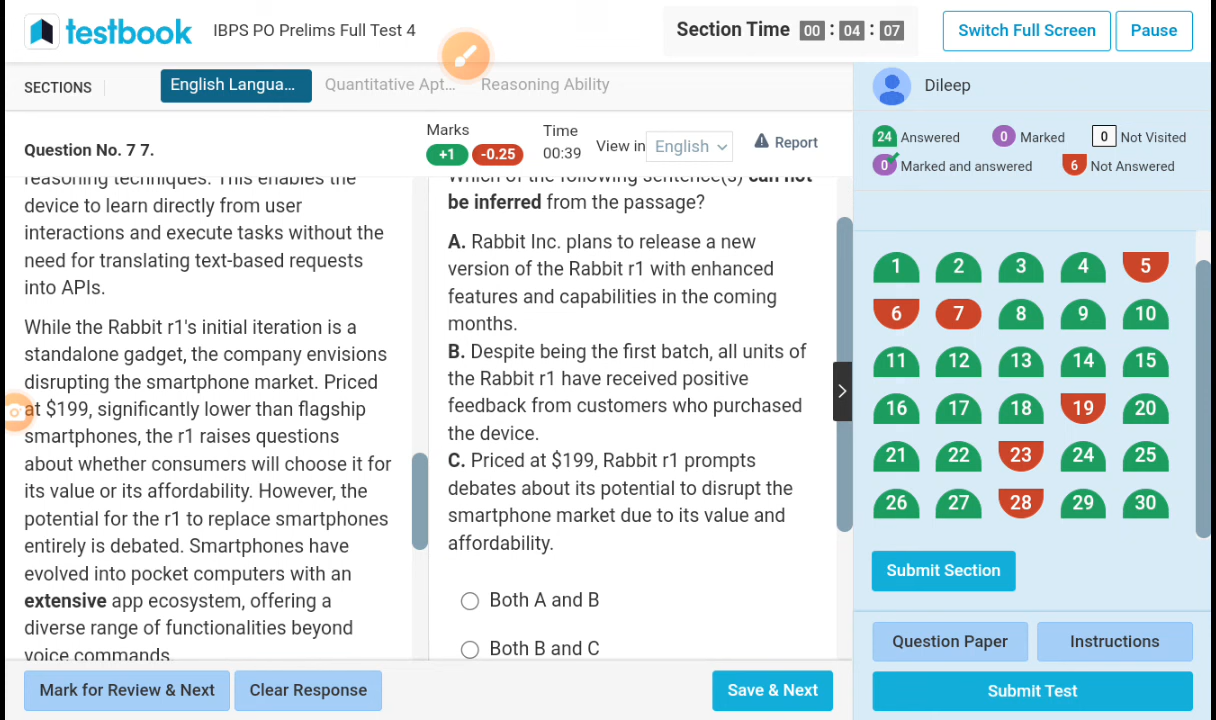 testbook
IBPS PO Prelims Full Test 4
Section Time 00 : 04 : 07
Switch Full Screen
Pause
SECTIONS
English Langua...
Quantitative Apt...
Reasoning Ability
Dileep
24 Answered
0 Marked
0 Not Visited
0 Marked and answered
6 Not Answered
Question No. 7 7.
Marks
+1 -0.25
Time
00:39
View in English
Report
reasoning techniques. This enables the
device to learn directly from user
interactions and execute tasks without the
need for translating text-based requests
into APIs.
While the Rabbit r1's initial iteration is a
standalone gadget, the company envisions
disrupting the smartphone market. Priced
at $199, significantly lower than flagship
smartphones, the r1 raises questions
about whether consumers will choose it for
its value or its affordability. However, the
potential for the r1 to replace smartphones
entirely is debated. Smartphones have
evolved into pocket computers with an
extensive app ecosystem, offering a
diverse range of functionalities beyond
voice commands.
Which of the following sentence(s) can not
be inferred from the passage?
A. Rabbit Inc. plans to release a new
version of the Rabbit r1 with enhanced
features and capabilities in the coming
months.
B. Despite being the first batch, all units of
the Rabbit r1 have received positive
feedback from customers who purchased
the device.
C. Priced at $199, Rabbit r1 prompts
debates about its potential to disrupt the
smartphone market due to its value and
affordability.
Both A and B
Both B and C
1 2 3 4 5
6 7 8 9 10
11 12 13 14 15
16 17 18 19 20
21 22 23 24 25
26 27 28 29 30
Submit Section
Question Paper
Instructions
Mark for Review & Next
Clear Response
Save & Next
Submit Test